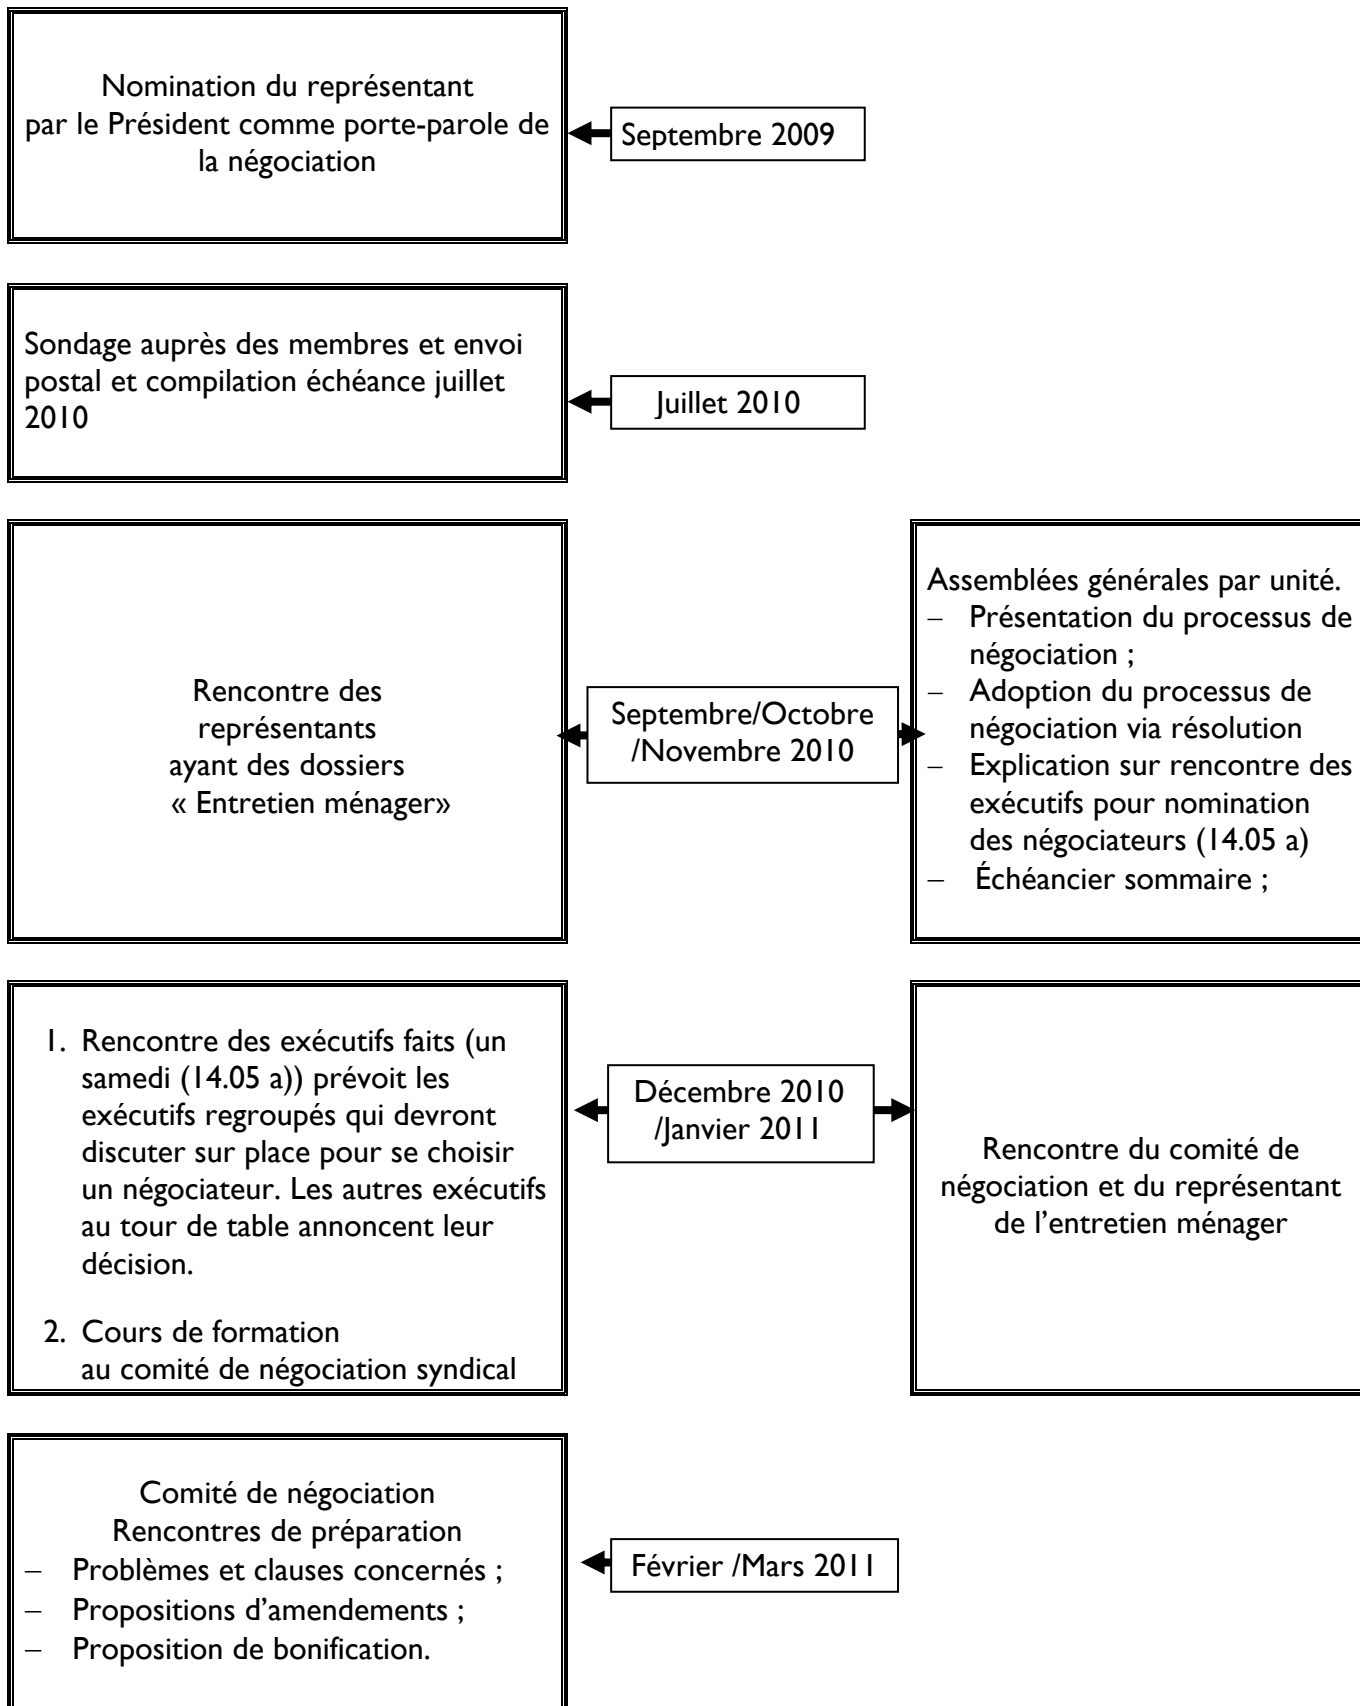 Nomination du représentant
par le Président comme porte-parole de
la négociation
Septembre 2009
Sondage auprès des membres et envoi
postal et compilation échéance juillet
2010
Juillet 2010
Rencontre des
représentants
ayant des dossiers
« Entretien ménager»
Septembre/Octobre
/Novembre 2010
Assemblées générales par unité.
– Présentation du processus de
négociation ;
– Adoption du processus de
négociation via résolution
– Explication sur rencontre des
exécutifs pour nomination
des négociateurs (14.05 a)
– Échéancier sommaire ;
1. Rencontre des exécutifs faits (un
samedi (14.05 a)) prévoit les
exécutifs regroupés qui devront
discuter sur place pour se choisir
un négociateur. Les autres exécutifs
au tour de table annoncent leur
décision.
2. Cours de formation
au comité de négociation syndical
Décembre 2010
/Janvier 2011
Rencontre du comité de
négociation et du représentant
de l’entretien ménager
Comité de négociation
Rencontres de préparation
– Problèmes et clauses concernés ;
– Propositions d’amendements ;
– Proposition de bonification.
Février /Mars 2011